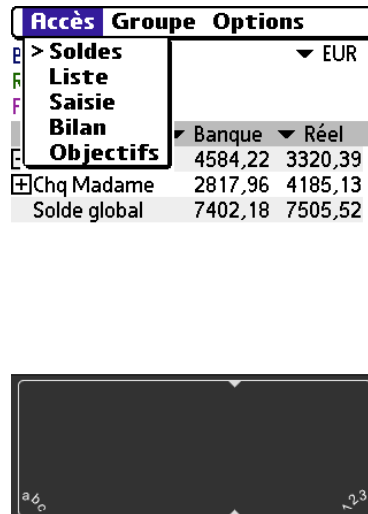 Accès Groupe Options
> Soldes
EUR
Liste
Saisie
Bilan
Banque Réel
Objectifs
4584,22 3320,39
Chq Madame 2817,96 4185,13
Solde global 7402,18 7505,52
abc 123